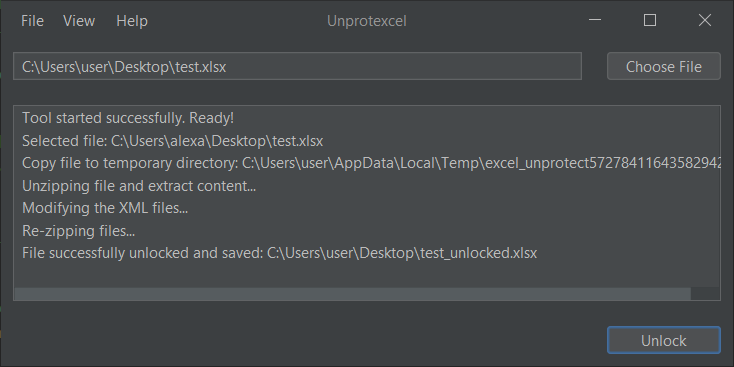 File View Help Unprotexcel
C:\Users\user\Desktop\test.xlsx Choose File
Tool started successfully. Ready!
Selected file: C:\Users\alexa\Desktop\test.xlsx
Copy file to temporary directory: C:\Users\user\AppData\Local\Temp\excel_unprotect57278411643582942
Unzipping file and extract content...
Modifying the XML files...
Re-zipping files...
File successfully unlocked and saved: C:\Users\user\Desktop\test_unlocked.xlsx
Unlock